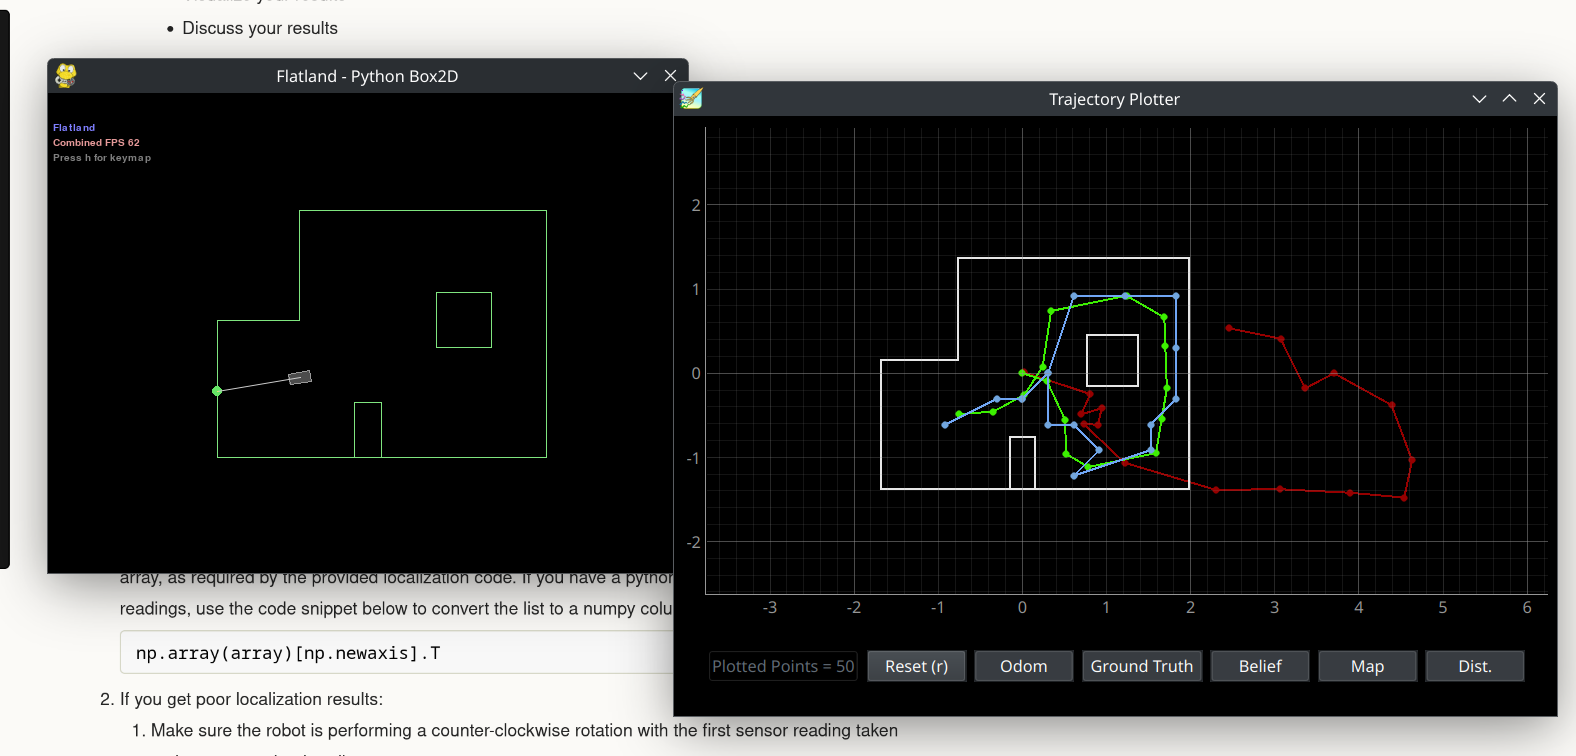 • Discuss your results
Flatland - Python Box2D
Flatland
Combined FPS 62
Press h for keymap
Trajectory Plotter
2
1
0
-1
-2
-3 -2 -1 0 1 2 3 4 5 6
Plotted Points = 50 Reset (r) Odom Ground Truth Belief Map Dist.
array, as required by the provided localization code. If you have a python
readings, use the code snippet below to convert the list to a numpy colu
np.array(array)[np.newaxis].T
2. If you get poor localization results:
1. Make sure the robot is performing a counter-clockwise rotation with the first sensor reading taken